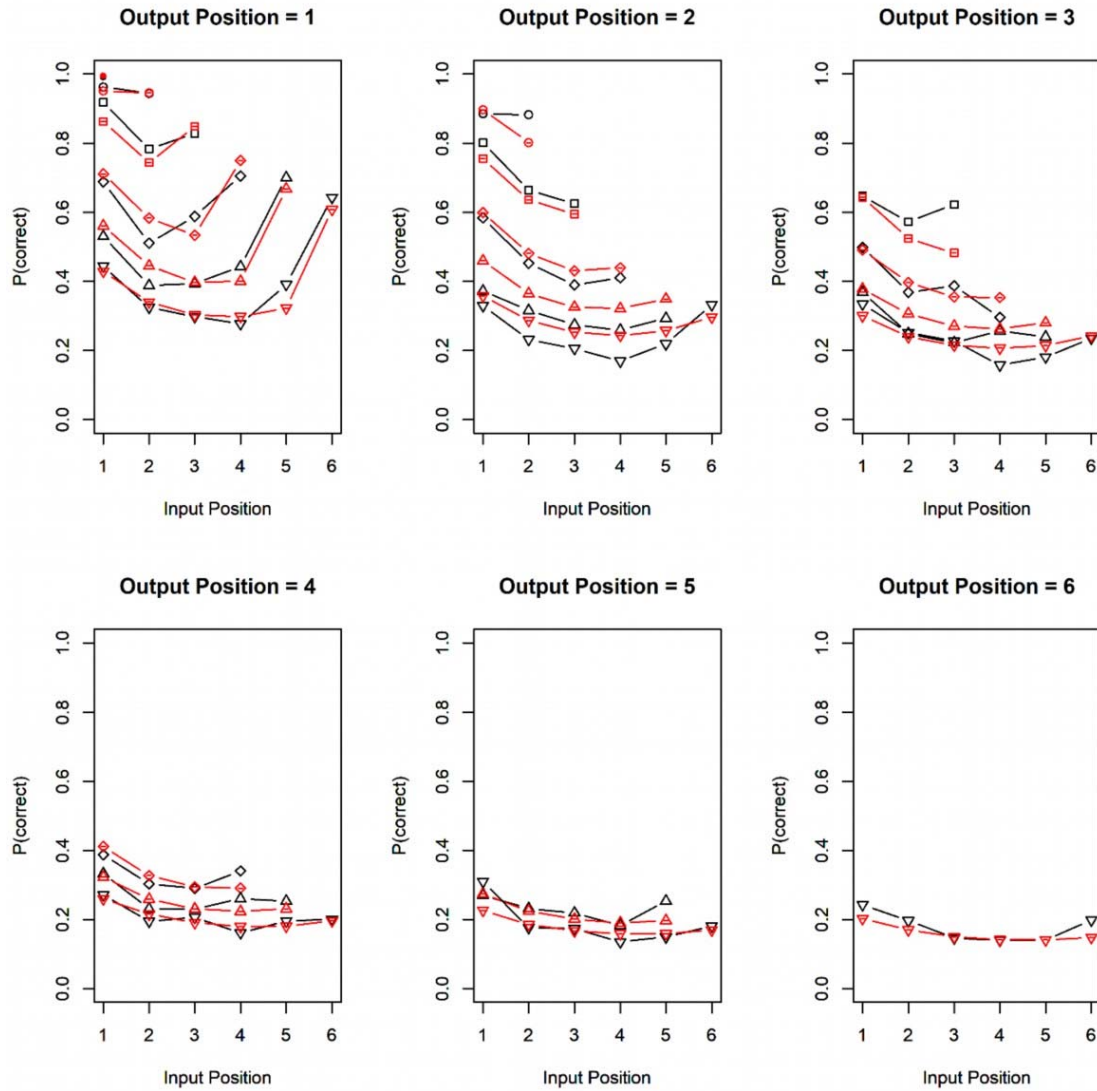 Output Position = 1
P(correct)
1.0
0.8
0.6
0.4
0.2
0.0
1 2 3 4 5 6
Input Position
Output Position = 2
P(correct)
1.0
0.8
0.6
0.4
0.2
0.0
1 2 3 4 5 6
Input Position
Output Position = 3
P(correct)
1.0
0.8
0.6
0.4
0.2
0.0
1 2 3 4 5 6
Input Position
Output Position = 4
P(correct)
1.0
0.8
0.6
0.4
0.2
0.0
1 2 3 4 5 6
Input Position
Output Position = 5
P(correct)
1.0
0.8
0.6
0.4
0.2
0.0
1 2 3 4 5 6
Input Position
Output Position = 6
P(correct)
1.0
0.8
0.6
0.4
0.2
0.0
1 2 3 4 5 6
Input Position